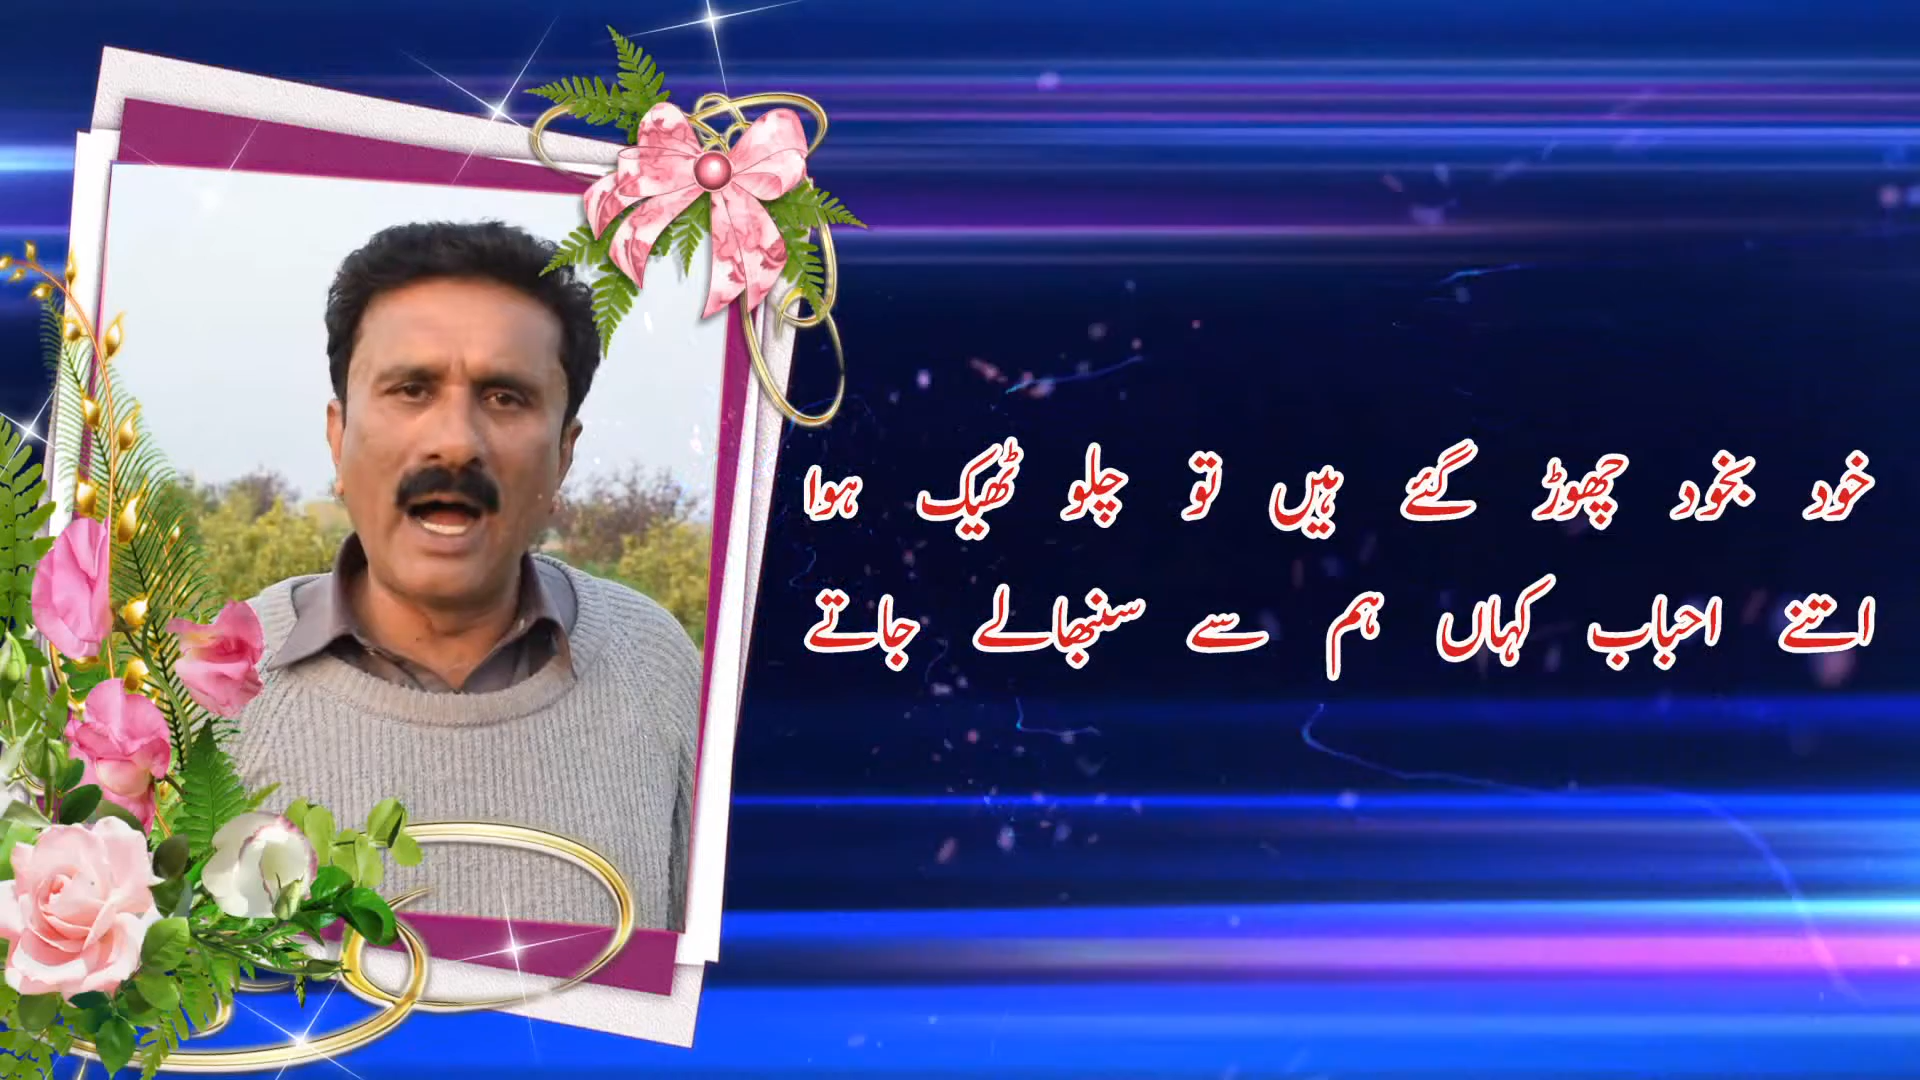 خود بخود چھوڑ گئے ہیں تو چلو ٹھیک ہوا
اتنے احباب کہاں ہم سے سنبھالے جاتے